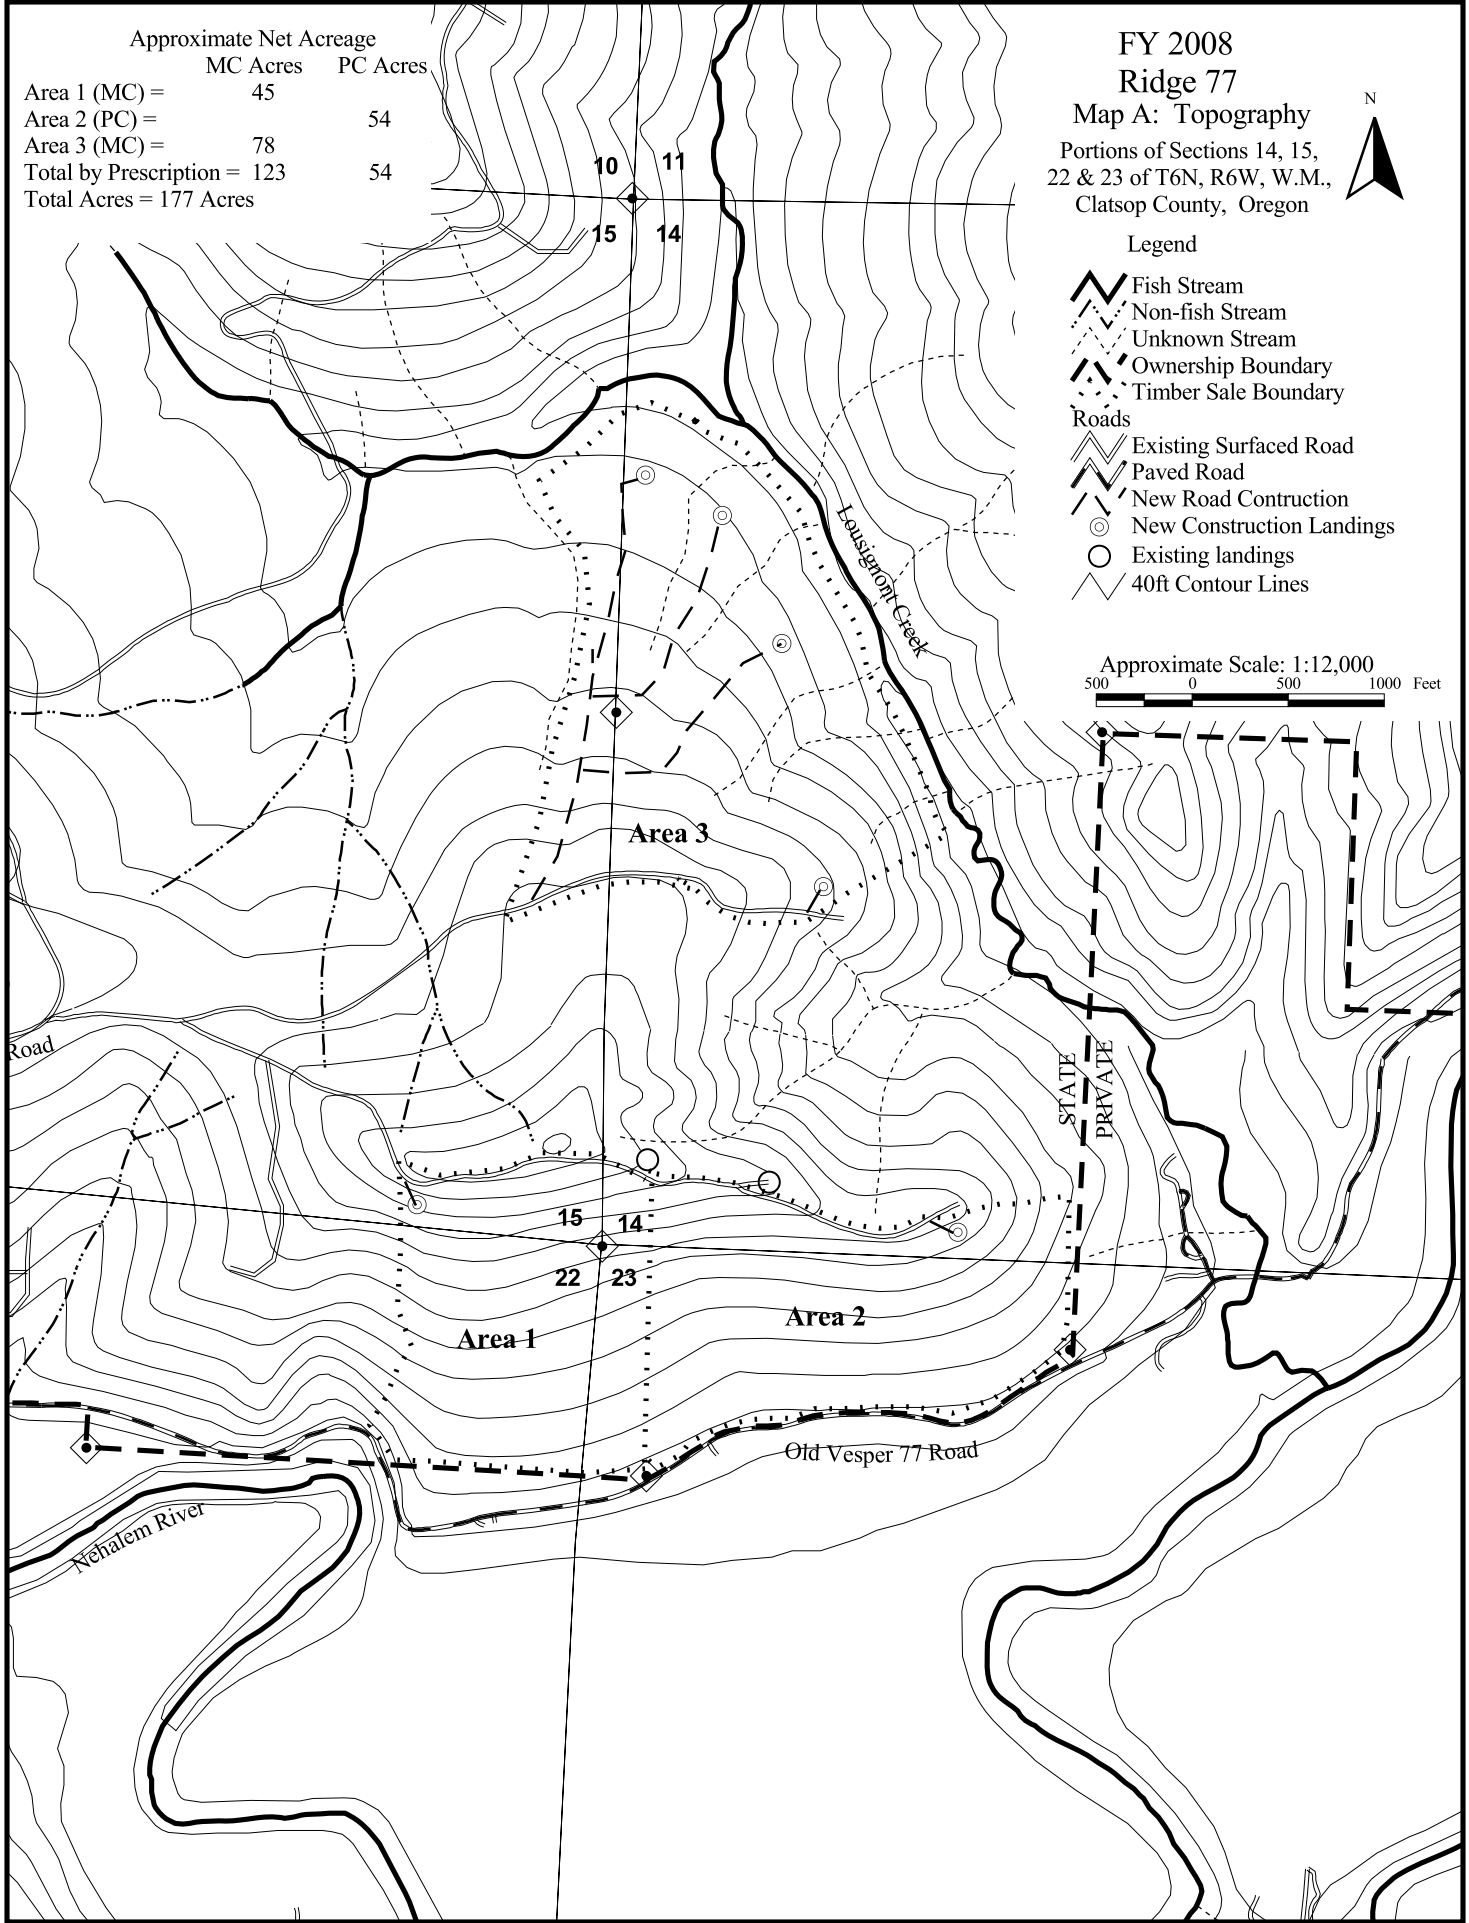 Approximate Net Acreage
MC Acres PC Acres
Area 1 (MC) = 45
Area 2 (PC) = 54
Area 3 (MC) = 78
Total by Prescription = 123 54
Total Acres = 177 Acres
FY 2008
Ridge 77
Map A: Topography
Portions of Sections 14, 15,
22 & 23 of T6N, R6W, W.M.,
Clatsop County, Oregon
N
Legend
Fish Stream
Non-fish Stream
Unknown Stream
Ownership Boundary
Timber Sale Boundary
Roads
Existing Surfaced Road
Paved Road
New Road Contruction
New Construction Landings
Existing landings
40ft Contour Lines
Approximate Scale: 1:12,000
500 0 500 1000 Feet
10 11
15 14
Lousignont Creek
Area 3
Road
STATE
PRIVATE
15 14
22 23
Area 1
Area 2
Old Vesper 77 Road
Nehalem River